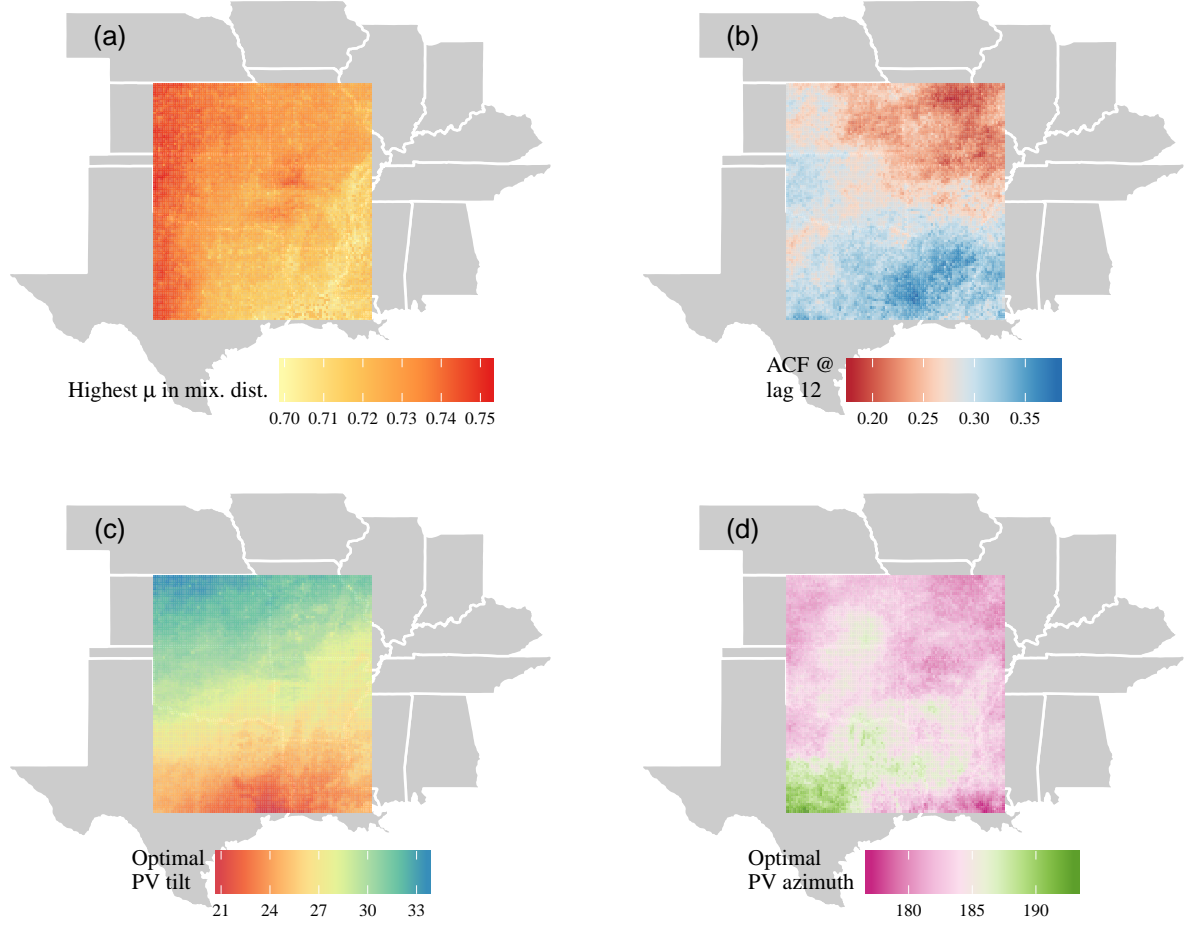 (a)
(b)
Highest µ in mix. dist.
0.70 0.71 0.72 0.73 0.74 0.75
ACF @
lag 12
0.20 0.25 0.30 0.35
(c)
(d)
Optimal
PV tilt
21 24 27 30 33
Optimal
PV azimuth
180 185 190